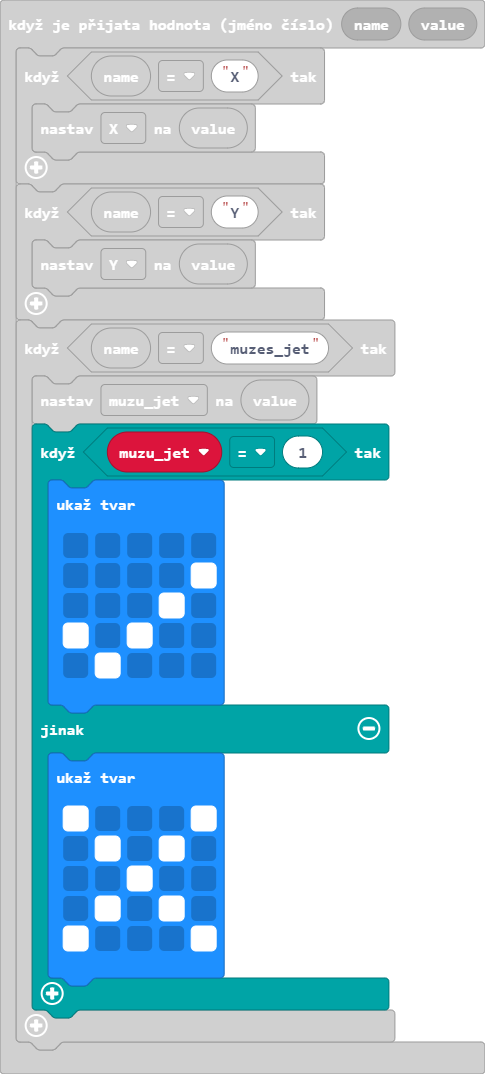 když je přijata hodnota (jméno číslo) name value
když name = "X" tak
nastav X na value
když name = "Y" tak
nastav Y na value
když name = "muzes_jet" tak
nastav muzu_jet na value
když muzu_jet = 1 tak
ukaž tvar
jinak
ukaž tvar